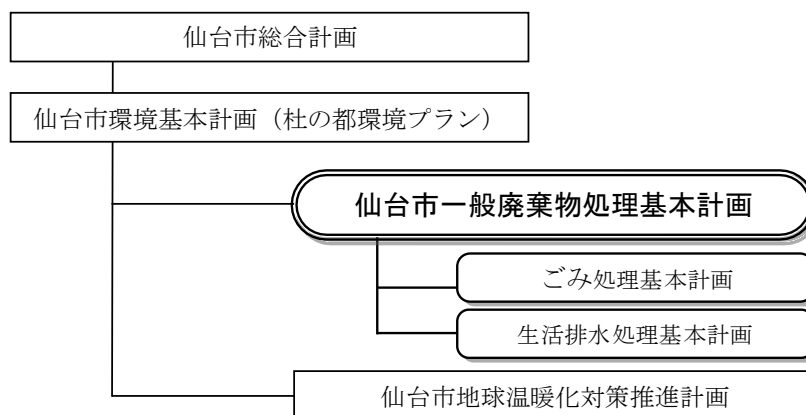 仙台市総合計画
仙台市環境基本計画（杜の都環境プラン）
仙台市一般廃棄物処理基本計画
ごみ処理基本計画
生活排水処理基本計画
仙台市地球温暖化対策推進計画